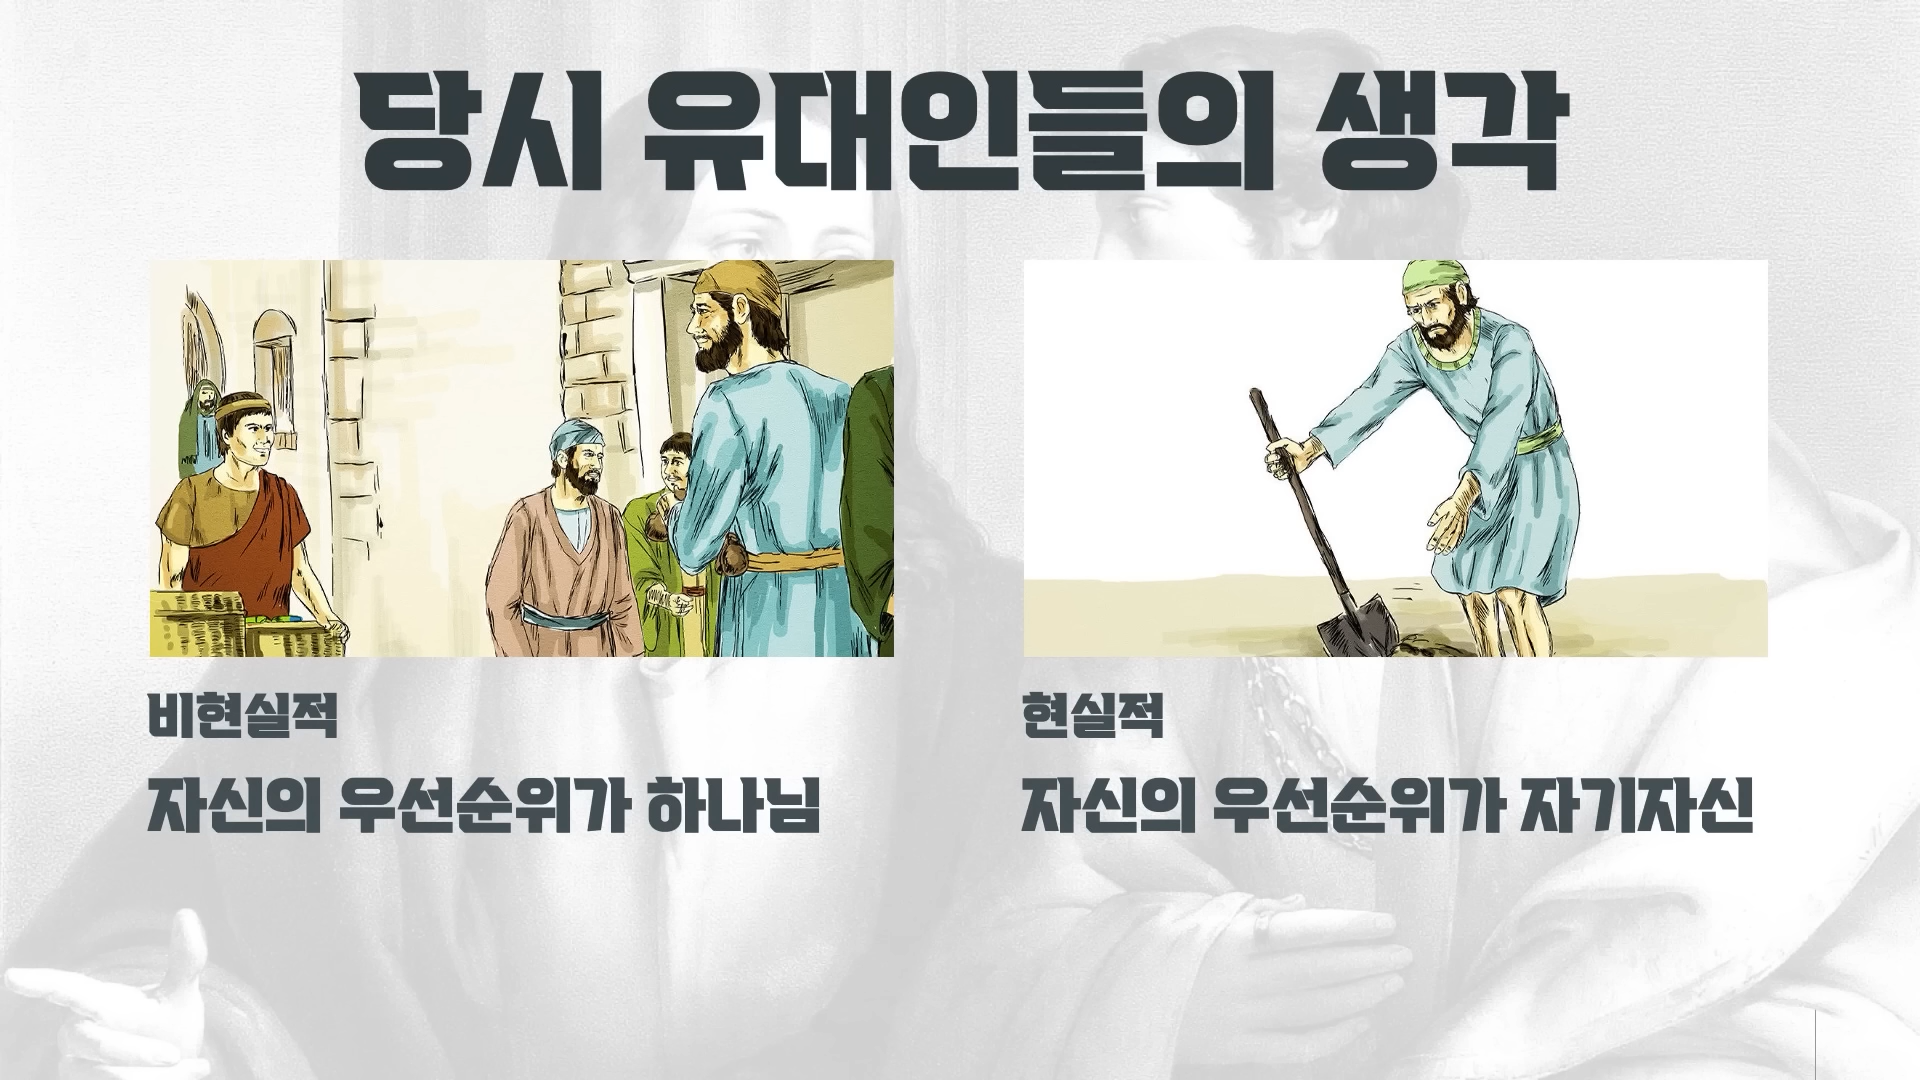 당시 유대인들의 생각
비현실적
자신의 우선순위가 하나님
현실적
자신의 우선순위가 자기자신